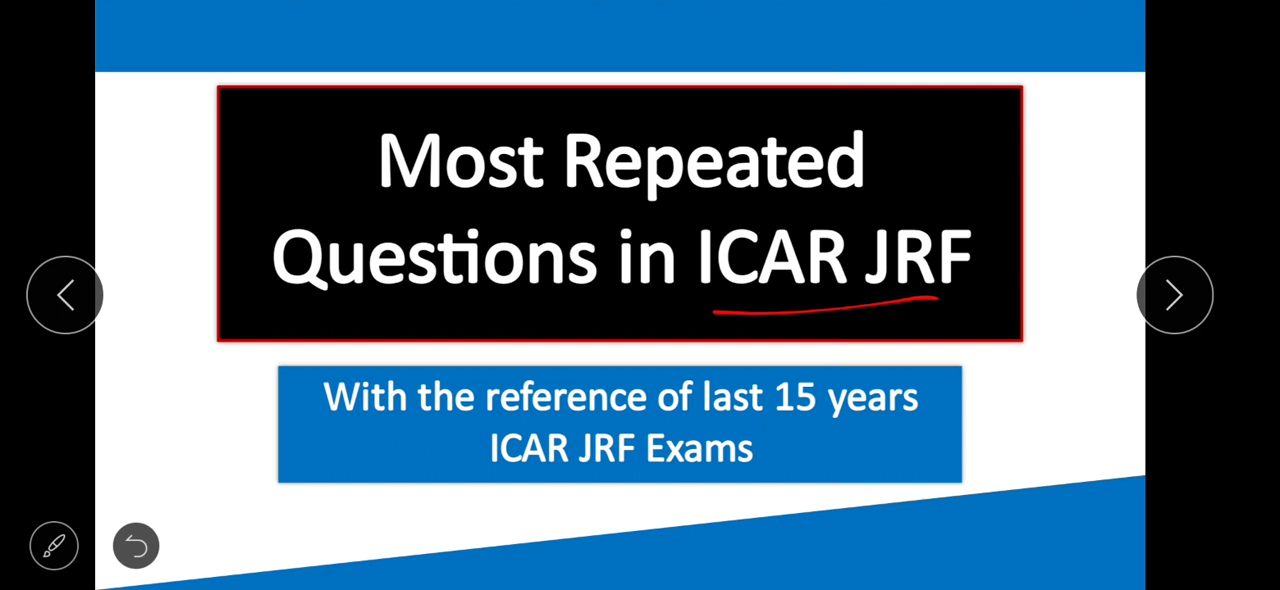 Most Repeated
Questions in ICAR JRF
With the reference of last 15 years
ICAR JRF Exams